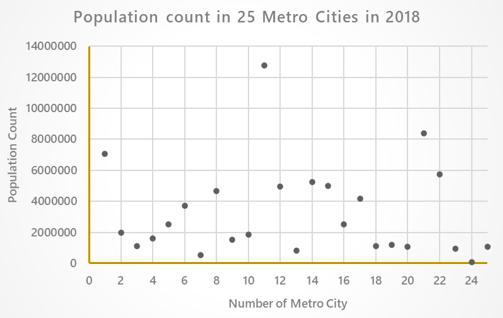 Population count in 25 Metro Cities in 2018
14000000
12000000
10000000
8000000
6000000
4000000
2000000
0
0 2 4 6 8 10 12 14 16 18 20 22 24
Population Count
Number of Metro City